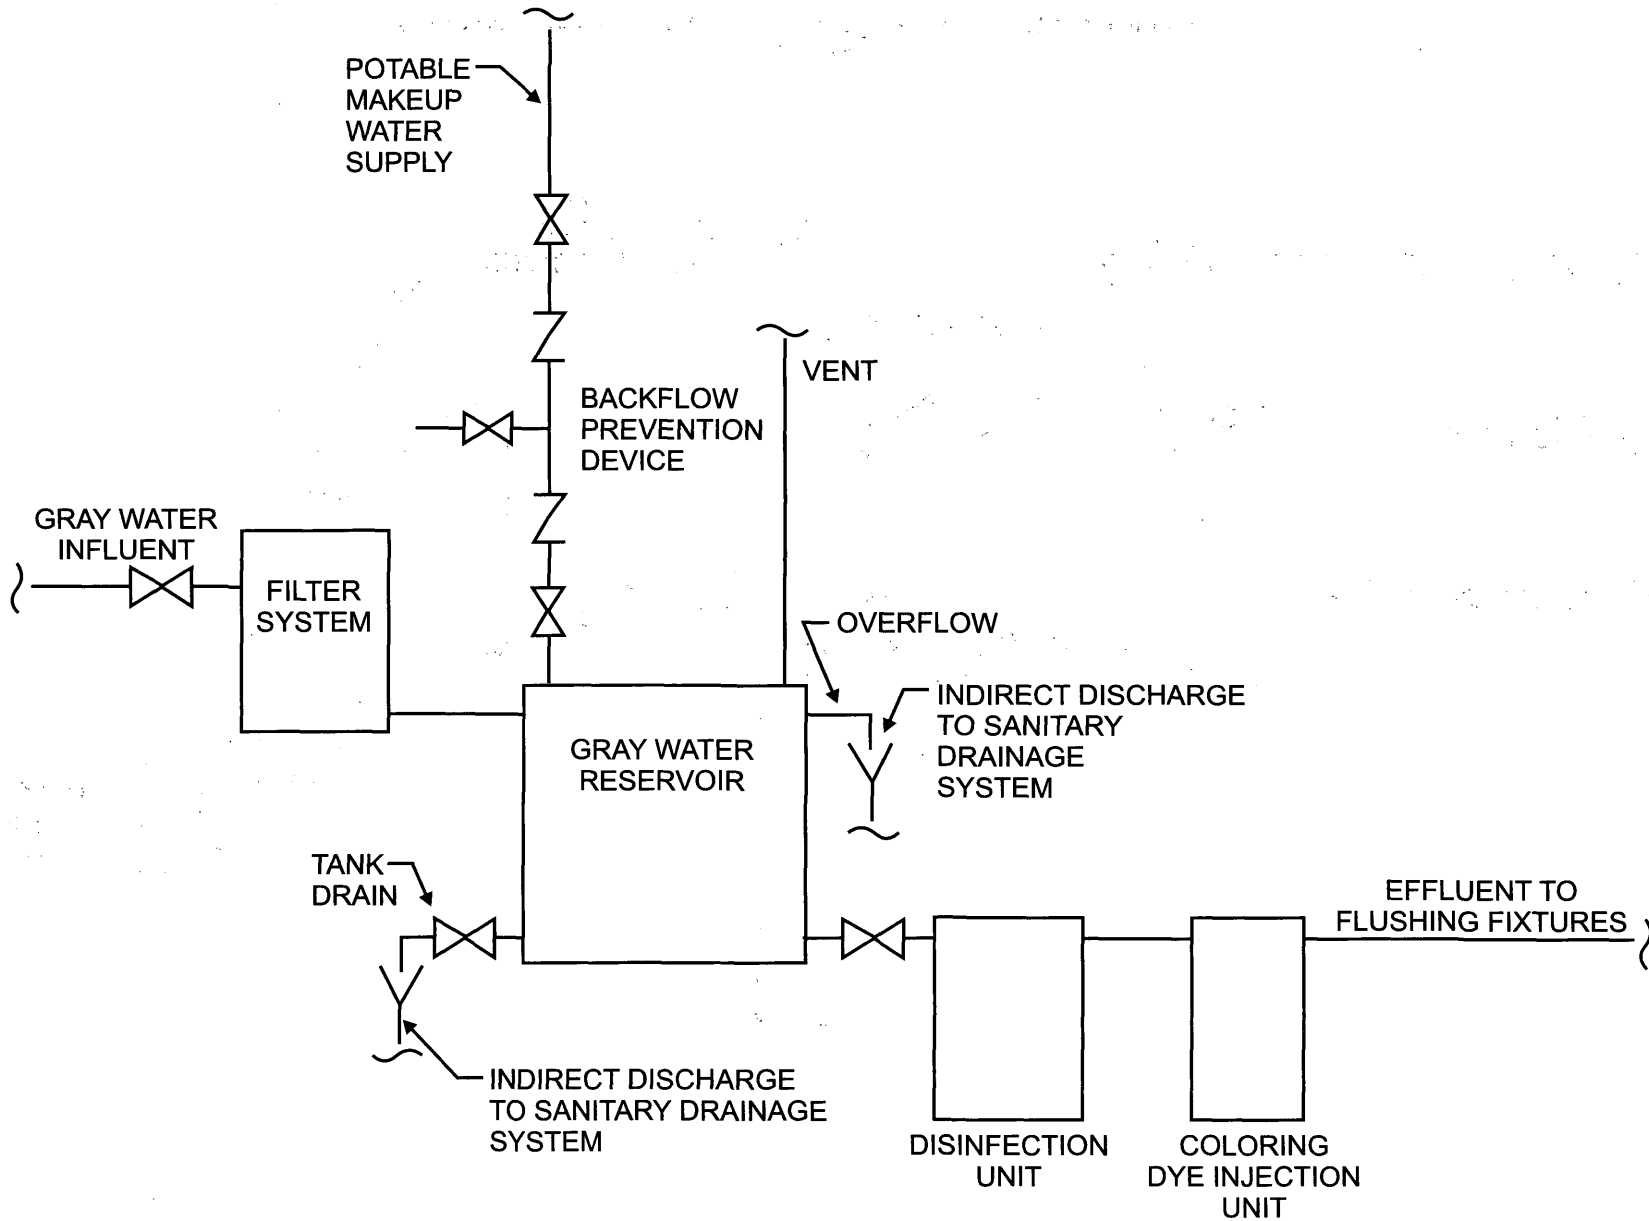 POTABLE
MAKEUP
WATER
SUPPLY
VENT
BACKFLOW
PREVENTION
DEVICE
GRAY WATER
INFLUENT
FILTER
SYSTEM
OVERFLOW
INDIRECT DISCHARGE
TO SANITARY
DRAINAGE
SYSTEM
GRAY WATER
RESERVOIR
TANK
DRAIN
EFFLUENT TO
FLUSHING FIXTURES
INDIRECT DISCHARGE
TO SANITARY DRAINAGE
SYSTEM
DISINFECTION
UNIT
COLORING
DYE INJECTION
UNIT